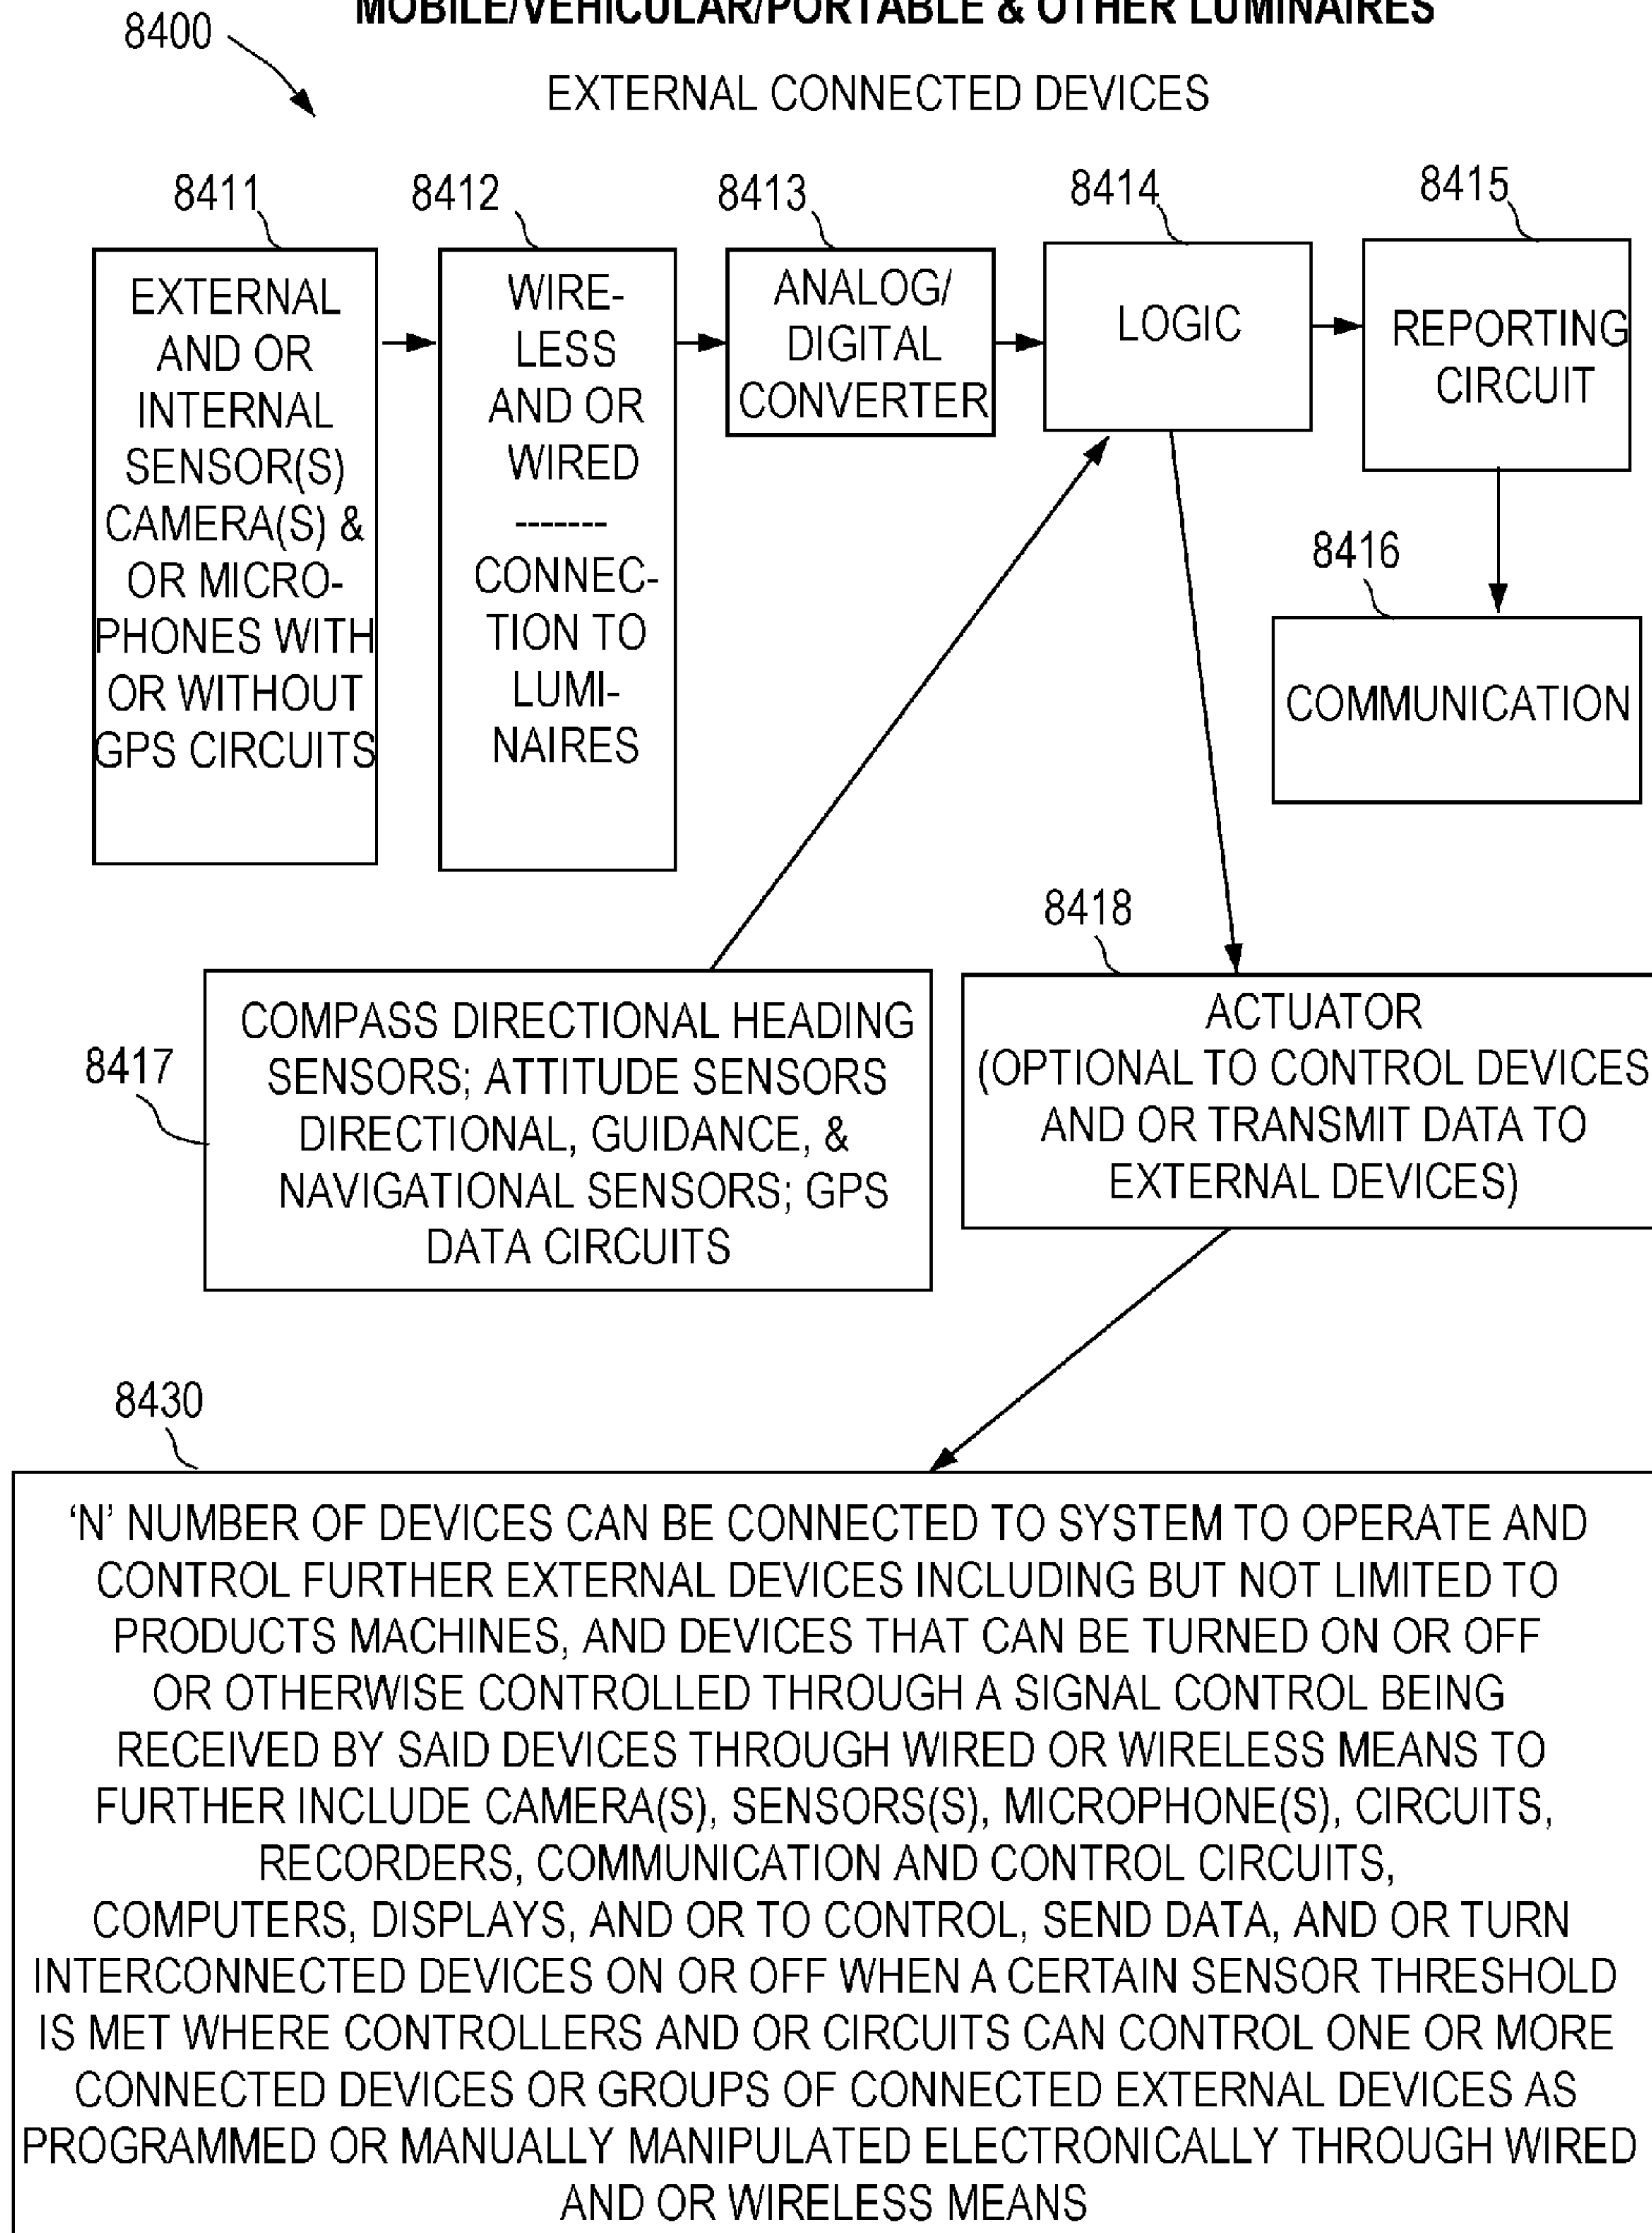 MOBILE/VEHICULAR/PORTABLE & OTHER LUMINAIRES
8400
EXTERNAL CONNECTED DEVICES
8411
8412
8413
8414
8415
EXTERNAL
AND OR
INTERNAL
SENSOR(S)
CAMERA(S) &
OR MICRO-
PHONES WITH
OR WITHOUT
GPS CIRCUITS
WIRE-
LESS
AND OR
WIRED
-------
CONNEC-
TION TO
LUMI-
NAIRES
ANALOG/
DIGITAL
CONVERTER
LOGIC
REPORTING
CIRCUIT
8416
COMMUNICATION
8417
COMPASS DIRECTIONAL HEADING
SENSORS; ATTITUDE SENSORS
DIRECTIONAL, GUIDANCE, &
NAVIGATIONAL SENSORS; GPS
DATA CIRCUITS
8418
ACTUATOR
(OPTIONAL TO CONTROL DEVICES
AND OR TRANSMIT DATA TO
EXTERNAL DEVICES)
8430
‘N’ NUMBER OF DEVICES CAN BE CONNECTED TO SYSTEM TO OPERATE AND
CONTROL FURTHER EXTERNAL DEVICES INCLUDING BUT NOT LIMITED TO
PRODUCTS MACHINES, AND DEVICES THAT CAN BE TURNED ON OR OFF
OR OTHERWISE CONTROLLED THROUGH A SIGNAL CONTROL BEING
RECEIVED BY SAID DEVICES THROUGH WIRED OR WIRELESS MEANS TO
FURTHER INCLUDE CAMERA(S), SENSORS(S), MICROPHONE(S), CIRCUITS,
RECORDERS, COMMUNICATION AND CONTROL CIRCUITS,
COMPUTERS, DISPLAYS, AND OR TO CONTROL, SEND DATA, AND OR TURN
INTERCONNECTED DEVICES ON OR OFF WHEN A CERTAIN SENSOR THRESHOLD
IS MET WHERE CONTROLLERS AND OR CIRCUITS CAN CONTROL ONE OR MORE
CONNECTED DEVICES OR GROUPS OF CONNECTED EXTERNAL DEVICES AS
PROGRAMMED OR MANUALLY MANIPULATED ELECTRONICALLY THROUGH WIRED
AND OR WIRELESS MEANS